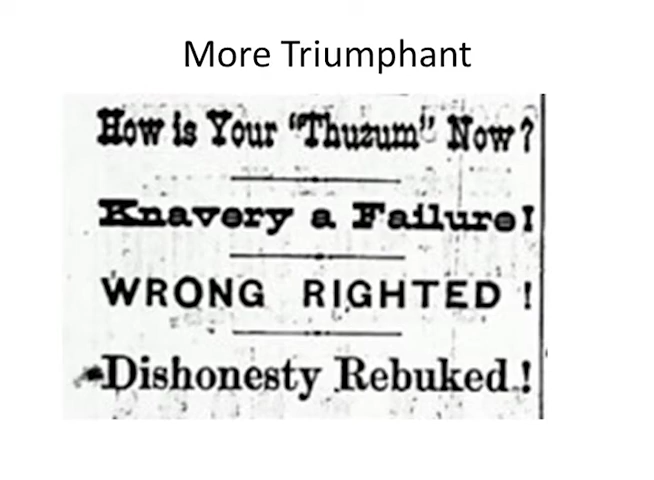 More Triumphant
How is Your "Thuzum" Now?
Knavery a Failure!
WRONG RIGHTED!
Dishonesty Rebuked!